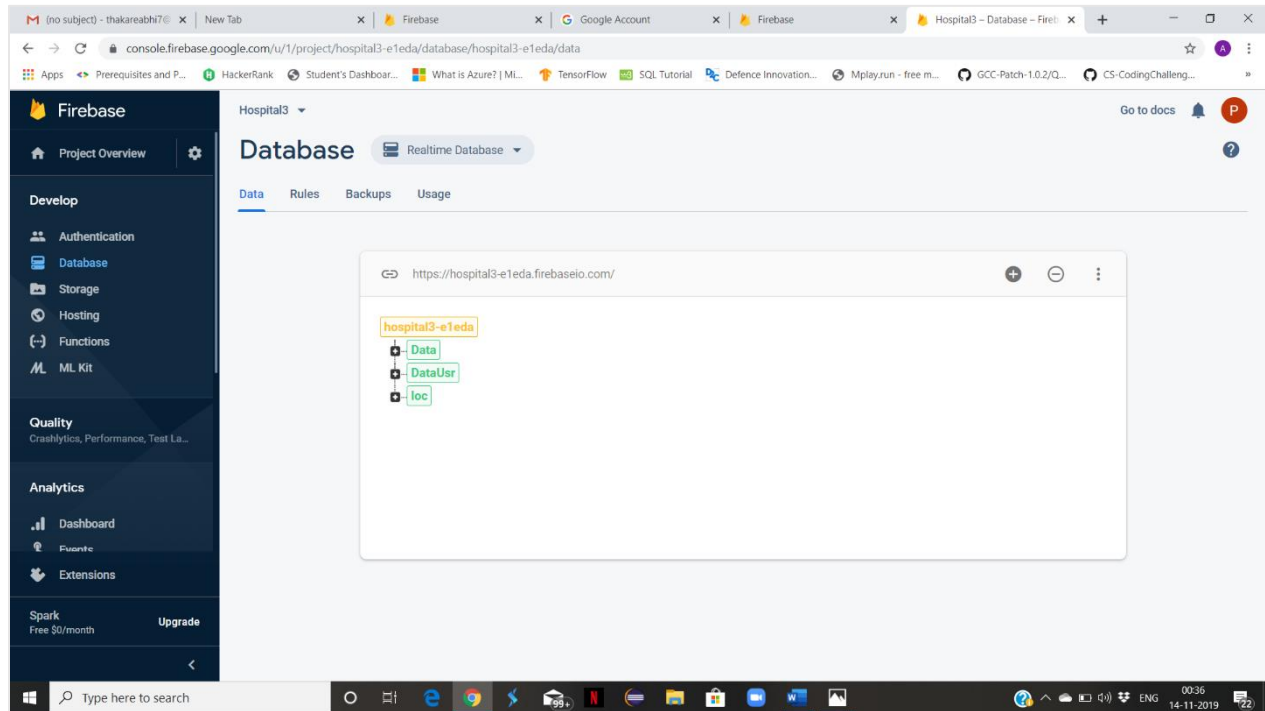 (no subject) - thakareabhi7@
New Tab
Firebase
Google Account
Firebase
Hospital3 – Database – Fireb
console.firebase.google.com/u/1/project/hospital3-e1eda/database/hospital3-e1eda/data
A
Apps
Prerequisites and P...
HackerRank
Student's Dashboar...
What is Azure? | Mi...
TensorFlow
SQL Tutorial
Defence Innovation...
Mplay.run - free m...
GCC-Patch-1.0.2/Q...
CS-CodingChalleng...
»
Firebase
Hospital3
Go to docs
P
Project Overview
Database
Realtime Database
?
Develop
Data
Rules
Backups
Usage
Authentication
Database
Storage
Hosting
Functions
ML Kit
https://hospital3-e1eda.firebaseio.com/
hospital3-e1eda
Data
DataUsr
loc
Quality
Crashlytics, Performance, Test La...
Analytics
Dashboard
Events
Extensions
Spark
Free $0/month
Upgrade
Type here to search
99+
ENG
00:36
14-11-2019
22